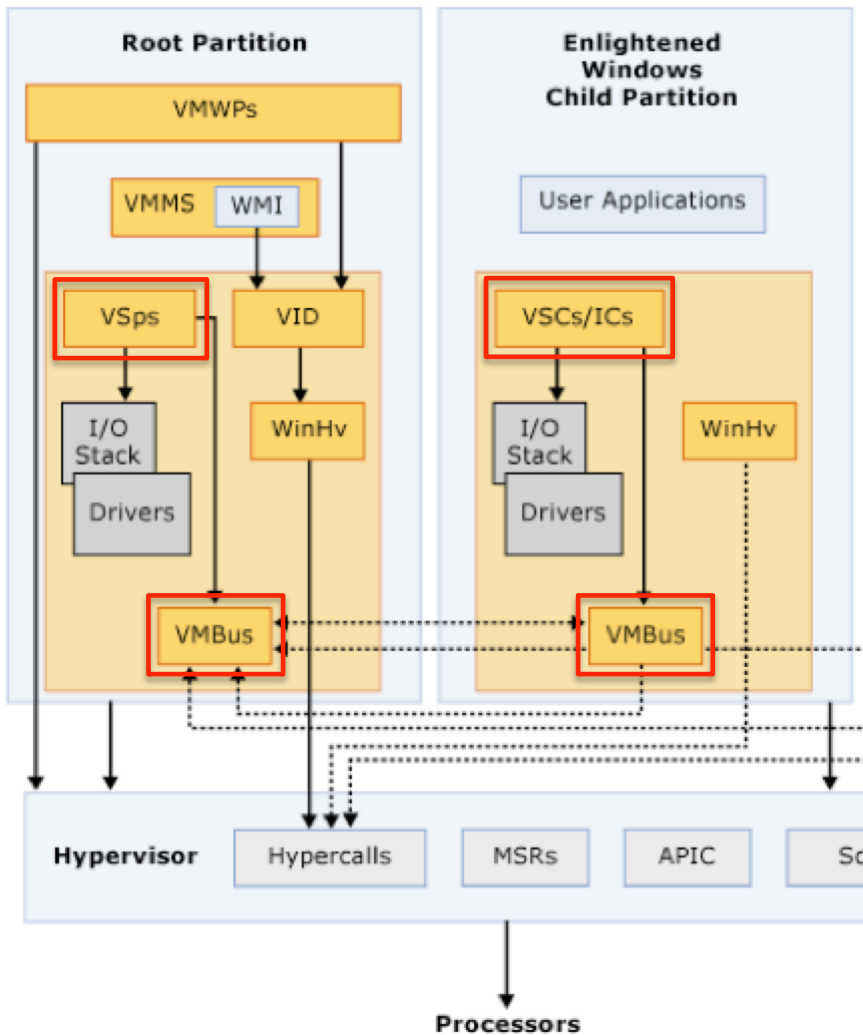 Root Partition
VMWPs
VMMS
WMI
VSps
VID
I/O
Stack
Drivers
WinHv
VMBus
Enlightened
Windows
Child Partition
User Applications
VSCs/ICs
I/O
Stack
Drivers
WinHv
VMBus
Hypervisor
Hypercalls
MSRs
APIC
Sc
Processors